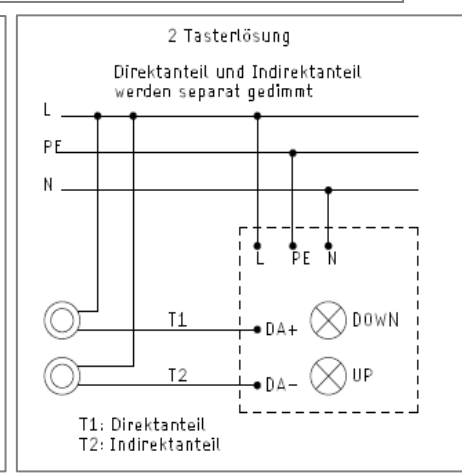 2 Tasterlösung
Direktanteil und Indirektanteil
werden separat gedimmt
L
PE
N
L PE N
T1 DA+ DOWN
T2 DA- UP
T1: Direktanteil
T2: Indirektanteil